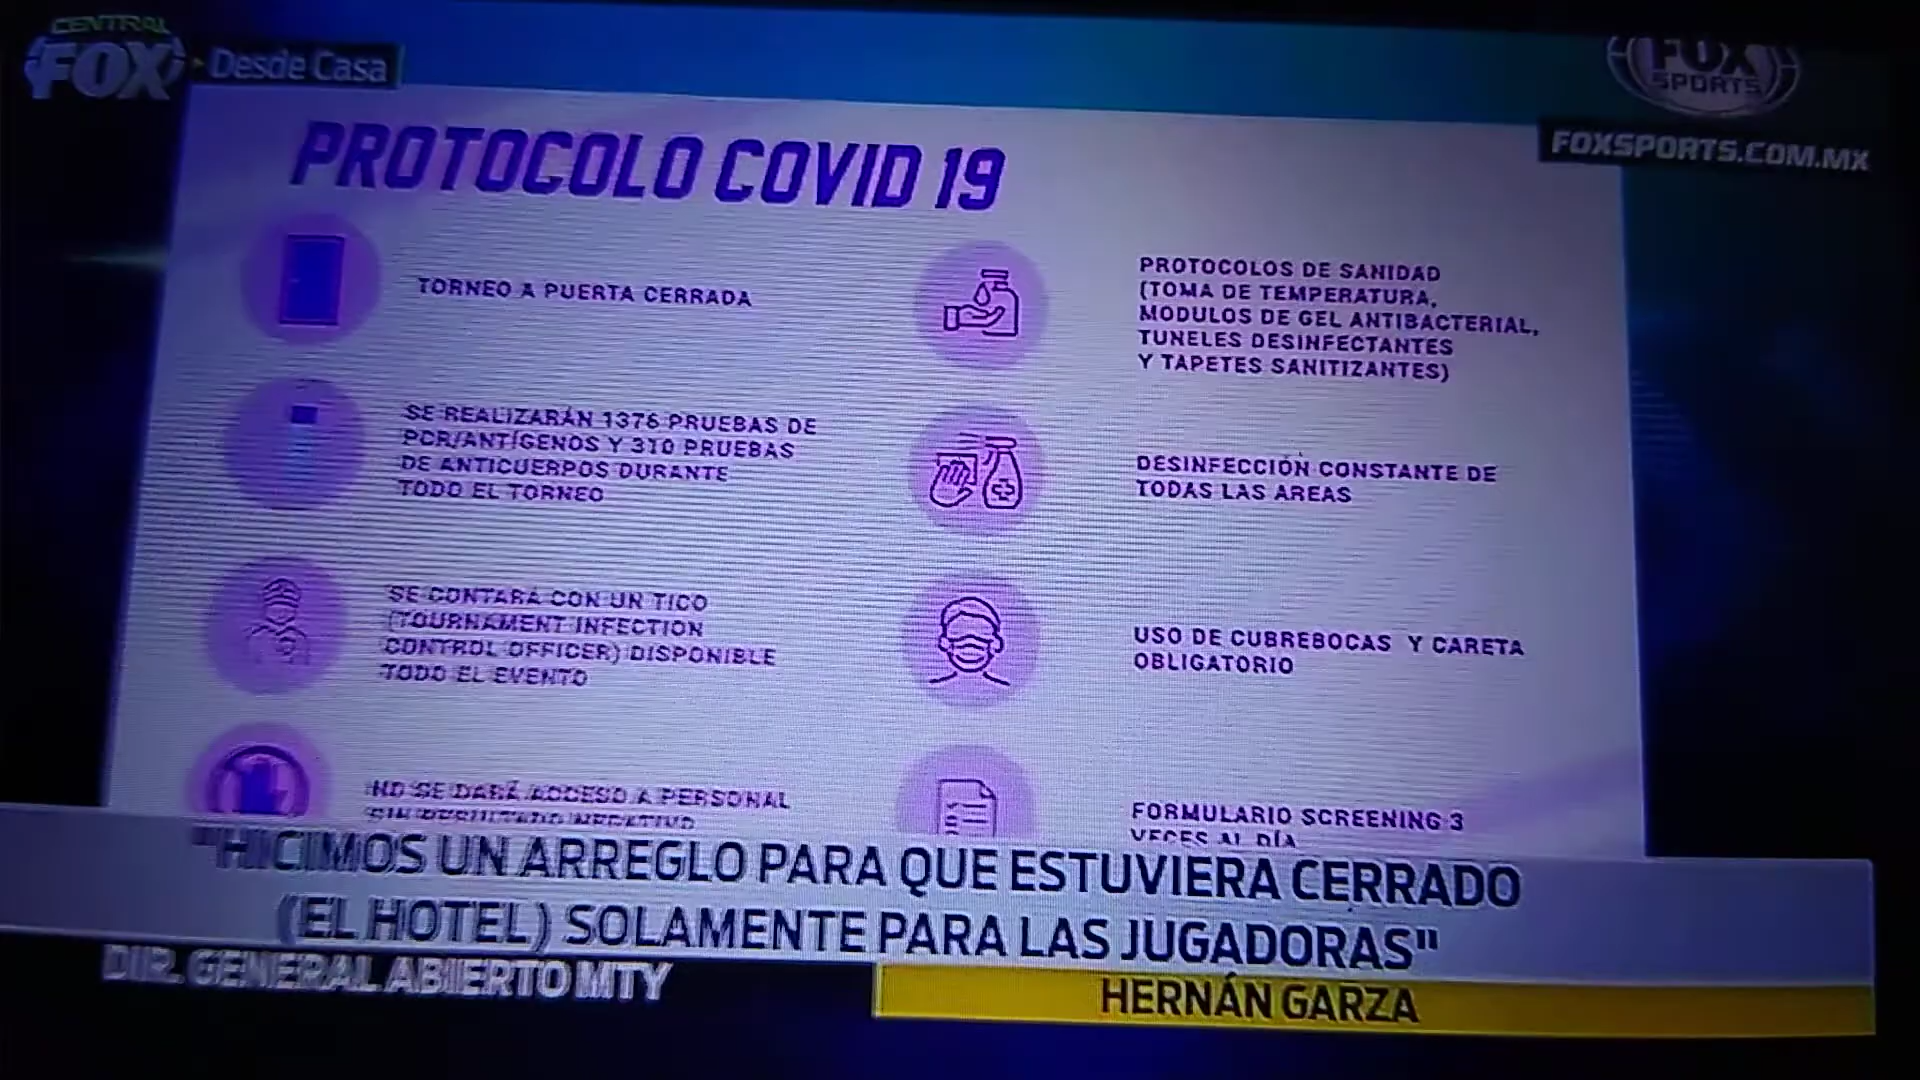 CENTRAL
FOX
Desde Casa
FOX
SPORTS
FOXSPORTS.COM.MX
PROTOCOLO COVID 19
TORNEO A PUERTA CERRADA
SE REALIZARÁN 1376 PRUEBAS DE
PCR/ANTÍGENOS Y 310 PRUEBAS
DE ANTICUERPOS DURANTE
TODO EL TORNEO
SE CONTARÁ CON UN TICO
(TOURNAMENT INFECTION
CONTROL OFFICER) DISPONIBLE
TODO EL EVENTO
NO SE DARÁ ACCESO A PERSONAL
SIN RESULTADO NEGATIVO
PROTOCOLOS DE SANIDAD
(TOMA DE TEMPERATURA,
MODULOS DE GEL ANTIBACTERIAL,
TUNELES DESINFECTANTES
Y TAPETES SANITIZANTES)
DESINFECCIÓN CONSTANTE DE
TODAS LAS AREAS
USO DE CUBREBOCAS Y CARETA
OBLIGATORIO
FORMULARIO SCREENING 3
VECES AL DÍA
"HICIMOS UN ARREGLO PARA QUE ESTUVIERA CERRADO
(EL HOTEL) SOLAMENTE PARA LAS JUGADORAS"
DIR. GENERAL ABIERTO MTY
HERNÁN GARZA